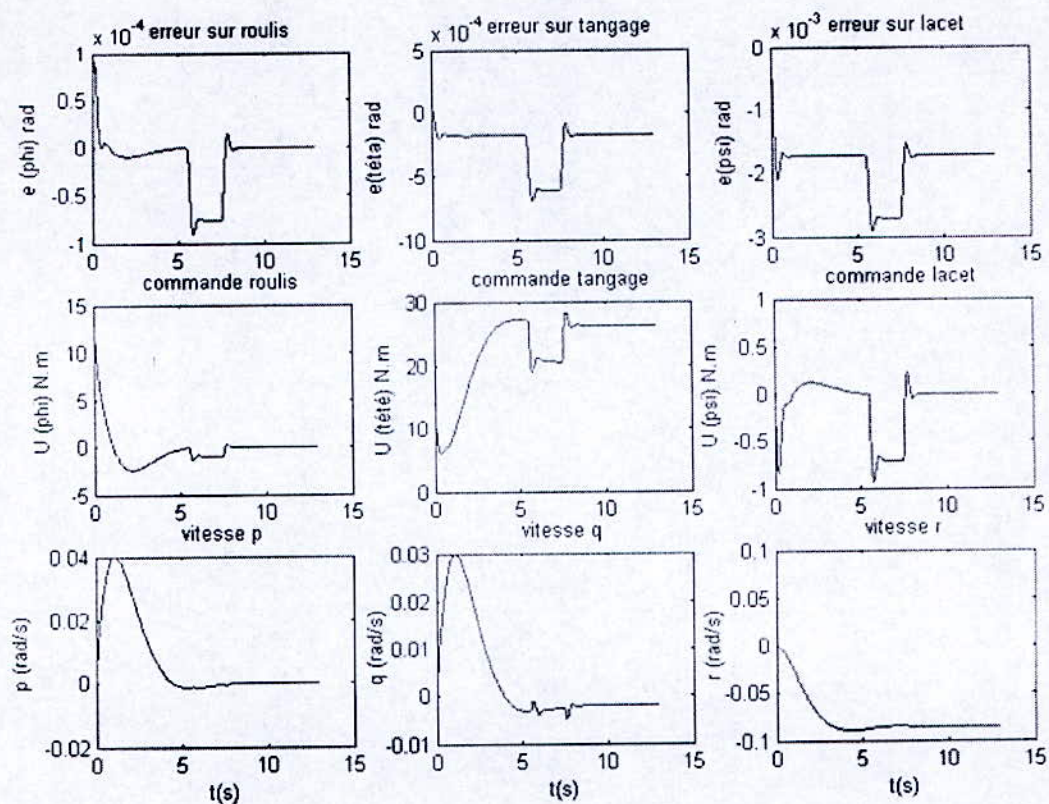 x 10⁻⁴ erreur sur roulis
1
0.5
0
-0.5
-1
e (phi) rad
0 5 10 15
x 10⁻⁴ erreur sur tangage
5
0
-5
-10
e(téta) rad
0 5 10 15
x 10⁻³ erreur sur lacet
0
-1
-2
-3
e(psi) rad
0 5 10 15
commande roulis
15
10
5
0
-5
U (phi) N.m
0 5 10 15
commande tangage
30
20
10
0
U (tété) N.m
0 5 10 15
commande lacet
1
0.5
0
-0.5
-1
U (psi) N.m
0 5 10 15
vitesse p
0.04
0.02
0
-0.02
p (rad/s)
0 5 10 15
t(s)
vitesse q
0.03
0.02
0.01
0
-0.01
q (rad/s)
0 5 10 15
t(s)
vitesse r
0.1
0.05
0
-0.05
-0.1
r (rad/s)
0 5 10 15
t(s)